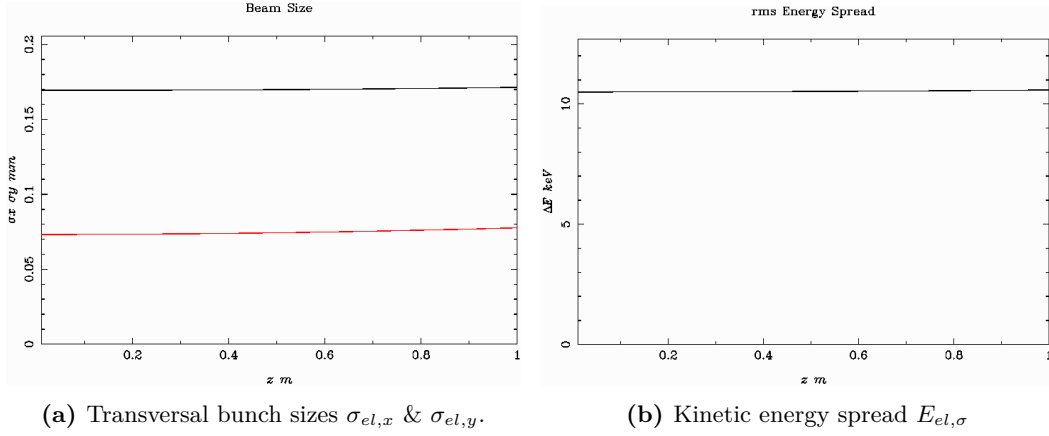 Beam Size
0.2
0.15
0.1
0.05
0
σx σy mm
0.2
0.4
0.6
0.8
1
z m
(a) Transversal bunch sizes σel,x & σel,y.
rms Energy Spread
10
5
0
ΔE keV
0.2
0.4
0.6
0.8
1
z m
(b) Kinetic energy spread Eel,σ